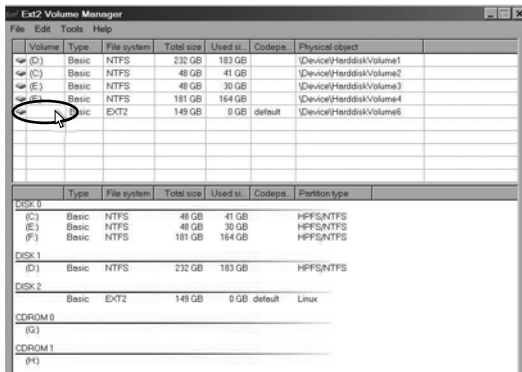 Ext2 Volume Manager
File Edit Tools Help
Volume Type File system Total size Used si... Codepa... Physical object
(D:) Basic NTFS 232 GB 183 GB \Device\HarddiskVolume1
(C:) Basic NTFS 48 GB 41 GB \Device\HarddiskVolume2
(E:) Basic NTFS 48 GB 30 GB \Device\HarddiskVolume3
(F:) Basic NTFS 181 GB 164 GB \Device\HarddiskVolume4
Basic EXT2 149 GB 0 GB default \Device\HarddiskVolume6
Type File system Total size Used si... Codepa... Partition type
DISK 0
(C:) Basic NTFS 48 GB 41 GB HPFS/NTFS
(E:) Basic NTFS 48 GB 30 GB HPFS/NTFS
(F:) Basic NTFS 181 GB 164 GB HPFS/NTFS
DISK 1
(D:) Basic NTFS 232 GB 183 GB HPFS/NTFS
DISK 2
Basic EXT2 149 GB 0 GB default Linux
CDROM 0
(G:)
CDROM 1
(H:)